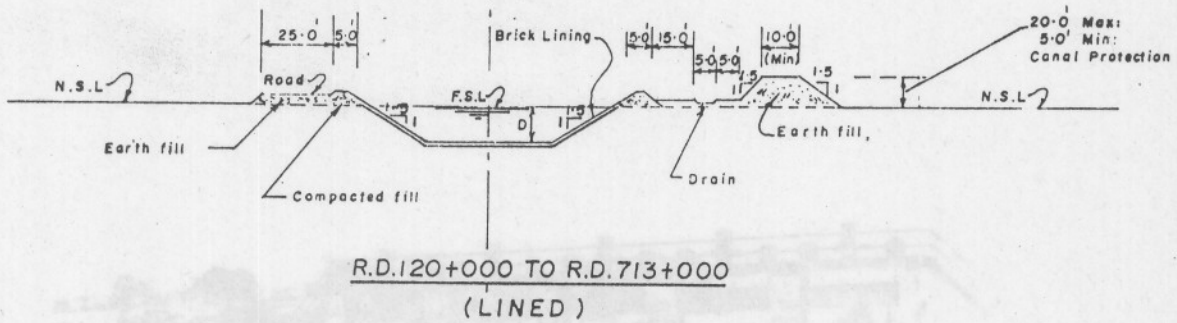 25·0'
5·0'
Brick Lining
5·0'
15·0'
10·0'
(Min)
20·0' Max:
5·0' Min:
Canal Protection
5·0'
5·0'
Road
N.S.L
F.S.L
1·5
1
1·5
1
N.S.L
1·5
1
D
1·5
1
Earth fill
Earth fill,
Drain
Compacted fill
R.D.120+000 TO R.D.713+000
(LINED)